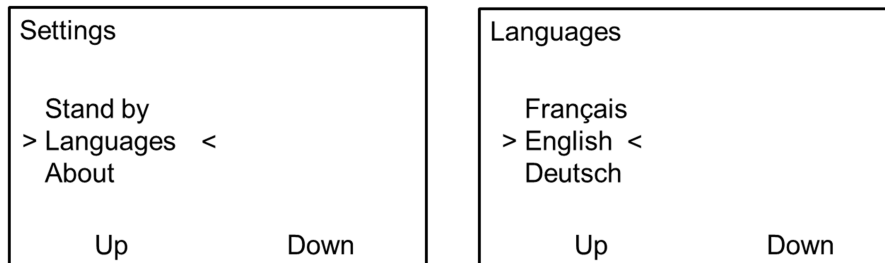 Settings
Stand by
> Languages <
About
Up Down
Languages
Français
> English <
Deutsch
Up Down